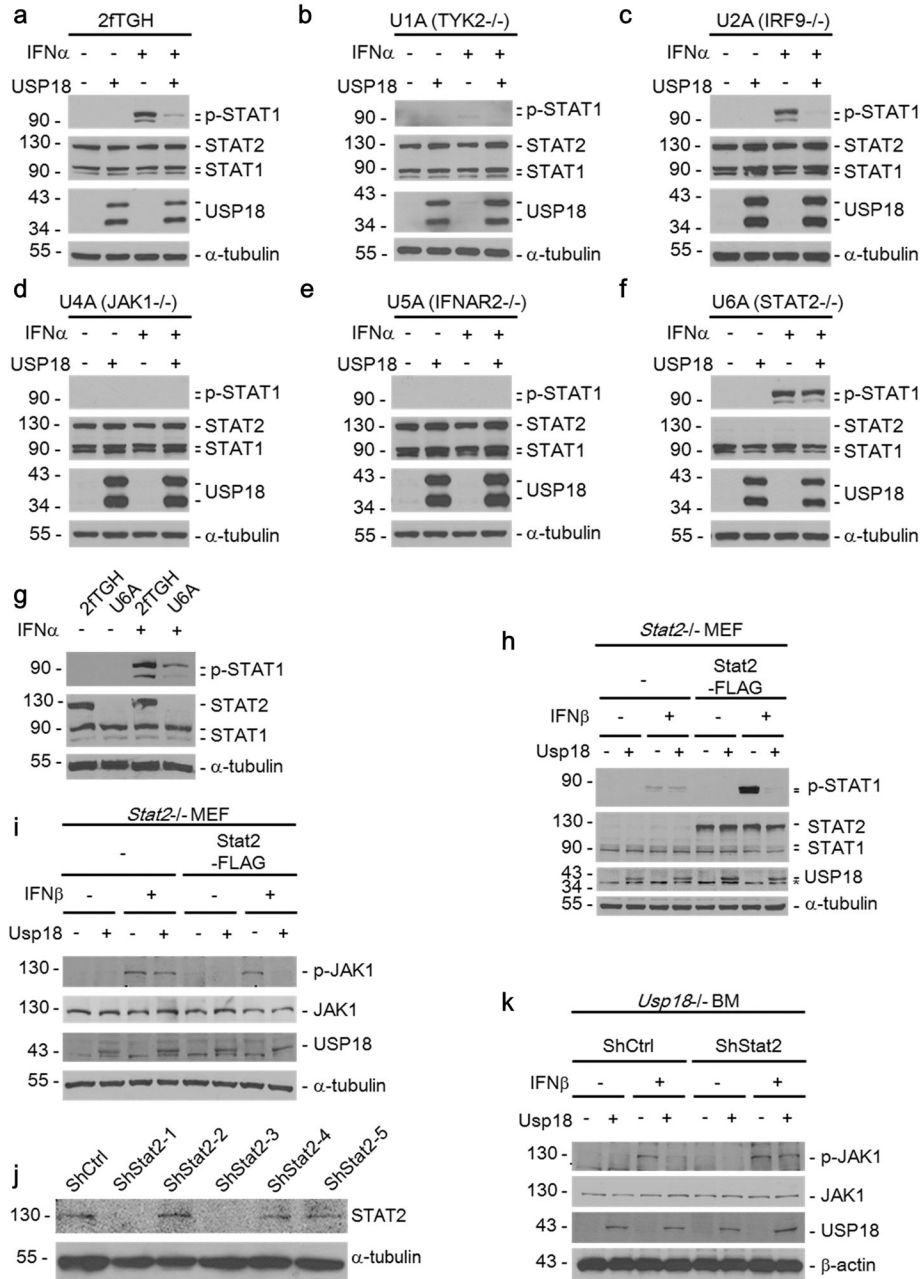 a
2fTGH
IFNα - - + +
USP18 - + - +
90 - p-STAT1
130 - - STAT2
90 - STAT1
43 -
34 - USP18
55 - - α-tubulin
b
U1A (TYK2-/-)
IFNα - - + +
USP18 - + - +
90 - p-STAT1
130 - - STAT2
90 - STAT1
43 -
34 - USP18
55 - - α-tubulin
c
U2A (IRF9-/-)
IFNα - - + +
USP18 - + - +
90 - p-STAT1
130 - - STAT2
90 - STAT1
43 -
34 - USP18
55 - - α-tubulin
d
U4A (JAK1-/-)
IFNα - - + +
USP18 - + - +
90 - p-STAT1
130 - - STAT2
90 - STAT1
43 -
34 - USP18
55 - - α-tubulin
e
U5A (IFNAR2-/-)
IFNα - - + +
USP18 - + - +
90 - p-STAT1
130 - - STAT2
90 - STAT1
43 -
34 - USP18
55 - - α-tubulin
f
U6A (STAT2-/-)
IFNα - - + +
USP18 - + - +
90 - p-STAT1
130 - - STAT2
90 - STAT1
43 -
34 - USP18
55 - - α-tubulin
g
2fTGH U6A 2fTGH U6A
IFNα - - + +
90 - p-STAT1
130 - - STAT2
90 - STAT1
55 - - α-tubulin
h
Stat2-/- MEF
- Stat2
-FLAG
IFNβ - + - +
Usp18 - + - + - + - +
90 - p-STAT1
130 - - STAT2
90 - STAT1
43 - - USP18
34 - *
55 - - α-tubulin
i
Stat2-/- MEF
- Stat2
-FLAG
IFNβ - + - +
Usp18 - + - + - + - +
130 - - p-JAK1
130 - - JAK1
43 - - USP18
55 - - α-tubulin
j
ShCtrl ShStat2-1 ShStat2-2 ShStat2-3 ShStat2-4 ShStat2-5
130 - STAT2
55 - α-tubulin
k
Usp18-/- BM
ShCtrl ShStat2
IFNβ - + - +
Usp18 - + - + - + - +
130 - - p-JAK1
130 - JAK1
43 - - USP18
43 - - β-actin